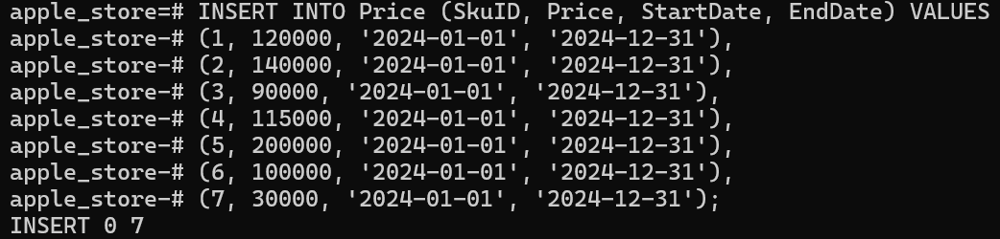 apple_store=# INSERT INTO Price (SkuID, Price, StartDate, EndDate) VALUES
apple_store-# (1, 120000, '2024-01-01', '2024-12-31'),
apple_store-# (2, 140000, '2024-01-01', '2024-12-31'),
apple_store-# (3, 90000, '2024-01-01', '2024-12-31'),
apple_store-# (4, 115000, '2024-01-01', '2024-12-31'),
apple_store-# (5, 200000, '2024-01-01', '2024-12-31'),
apple_store-# (6, 100000, '2024-01-01', '2024-12-31'),
apple_store-# (7, 30000, '2024-01-01', '2024-12-31');
INSERT 0 7